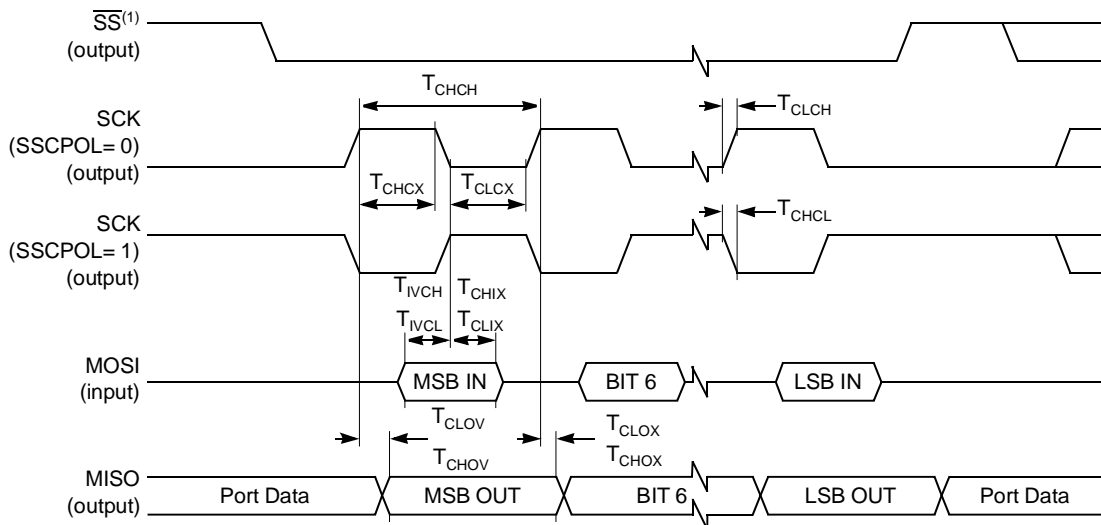 SS(1)
(output)
TCHCH
SCK
(SSCPOL= 0)
(output)
TCLCH
TCHCX
TCLCX
SCK
(SSCPOL= 1)
(output)
TCHCL
TIVCH
TCHIX
TIVCL
TCLIX
MOSI
(input)
MSB IN
BIT 6
LSB IN
TCLOV
TCLOX
TCHOV
TCHOX
MISO
(output)
Port Data
MSB OUT
BIT 6
LSB OUT
Port Data